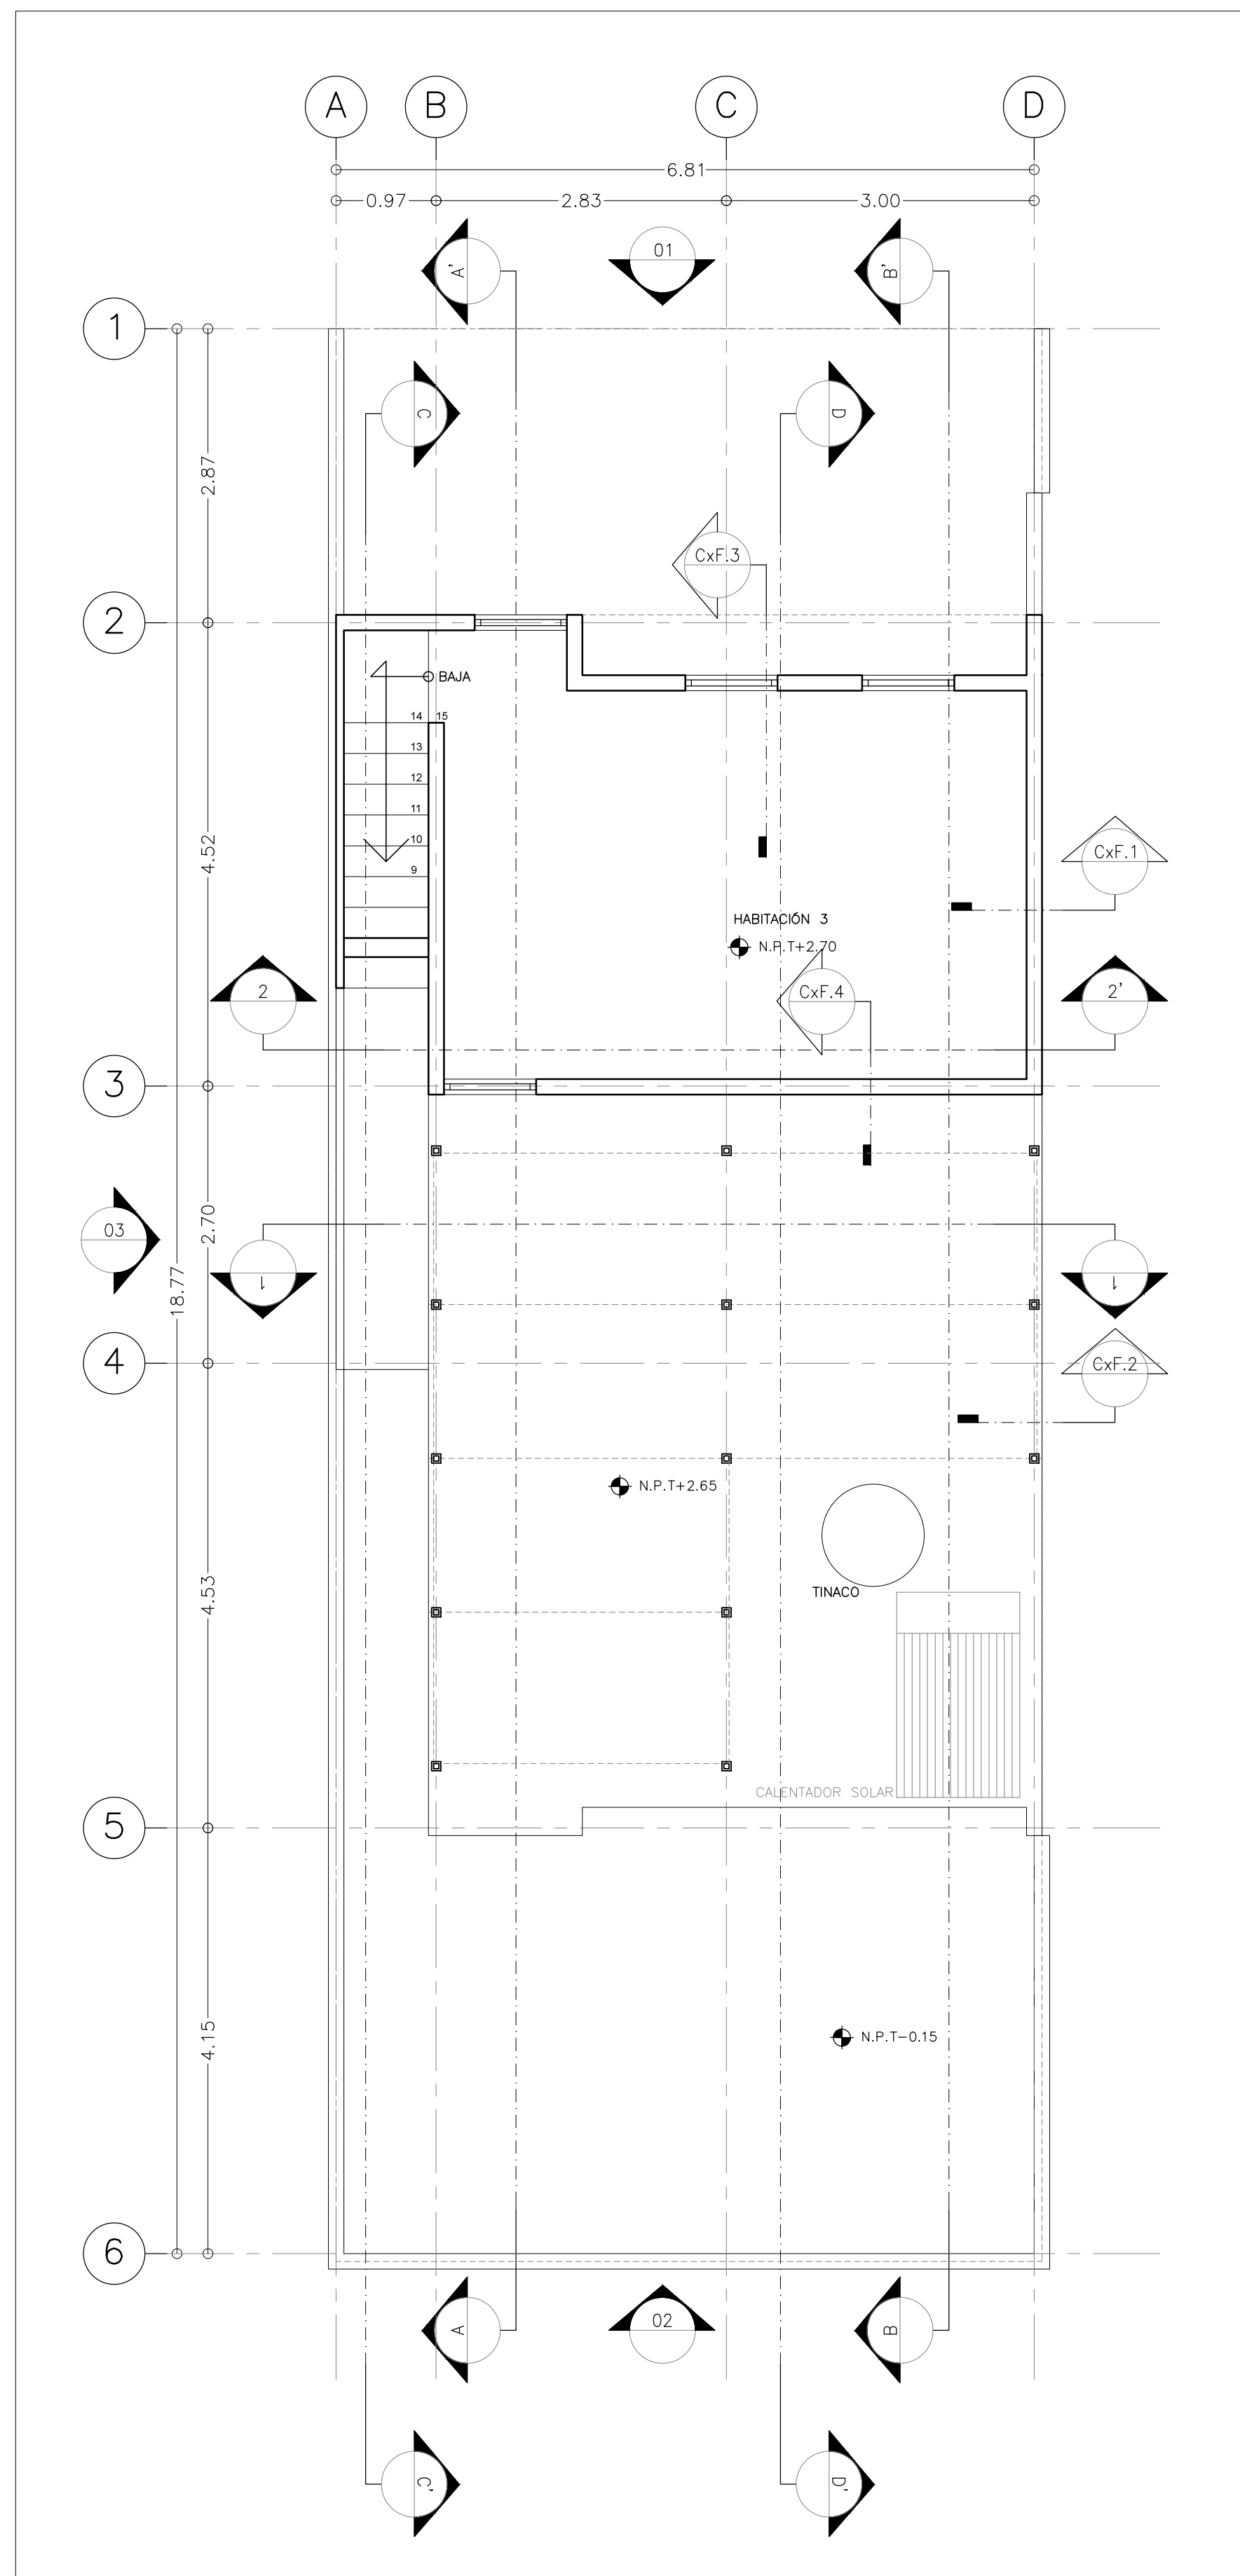 A B C D
6.81
0.97 2.83 3.00
01
A' B'
1
C D
2.87
CxF.3
2
BAJA
14 15
13
12
11
10
9
4.52
CxF.1
HABITACIÓN 3
N.P.T+2.70
2 CxF.4 2'
3
03
2.70
1 1
18.77
4
CxF.2
N.P.T+2.65
TINACO
4.53
CALENTADOR SOLAR
5
N.P.T-0.15
4.15
6
A 02 B
C' D'